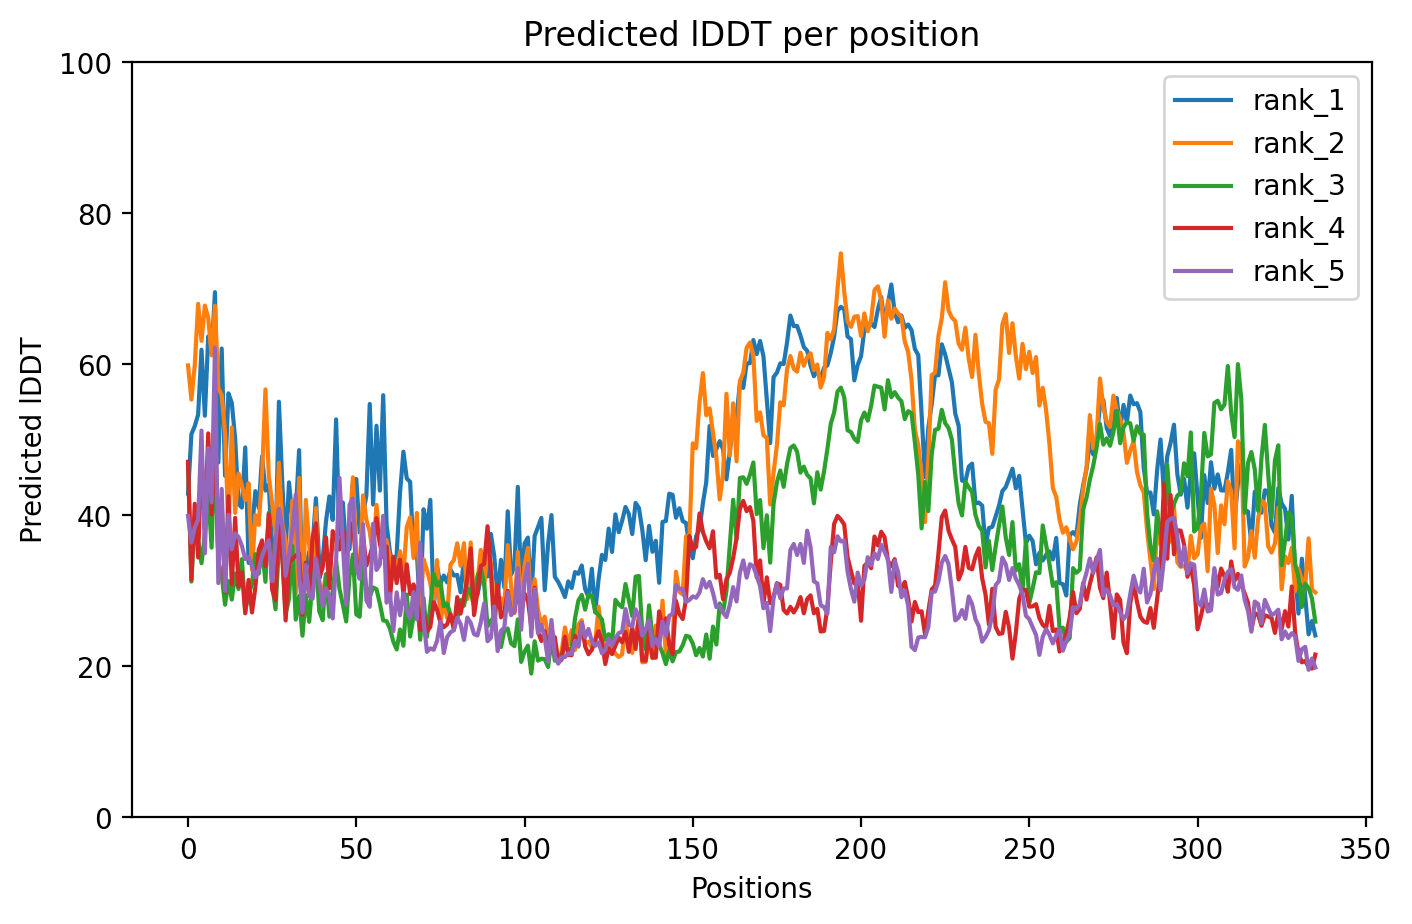 Predicted lDDT per position
100
80
60
40
20
0
Predicted lDDT
rank_1
rank_2
rank_3
rank_4
rank_5
0 50 100 150 200 250 300 350
Positions